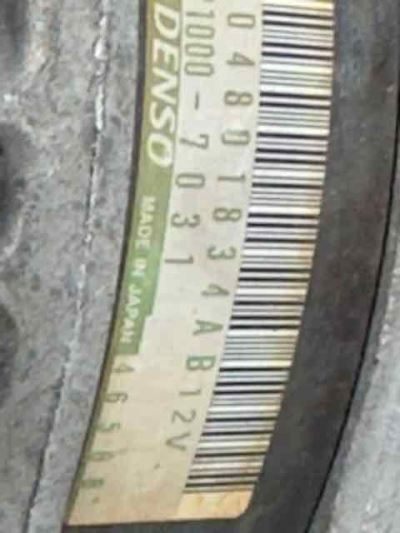 04801834AB
1000-7031 12V
DENSO MADE IN JAPAN